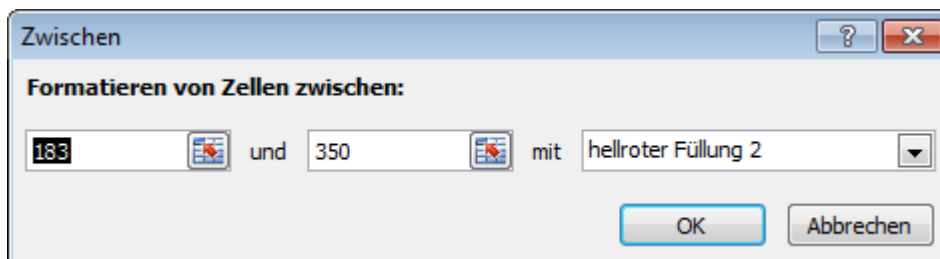 Zwischen
Formatieren von Zellen zwischen:
183 und 350 mit hellroter Füllung 2
OK Abbrechen